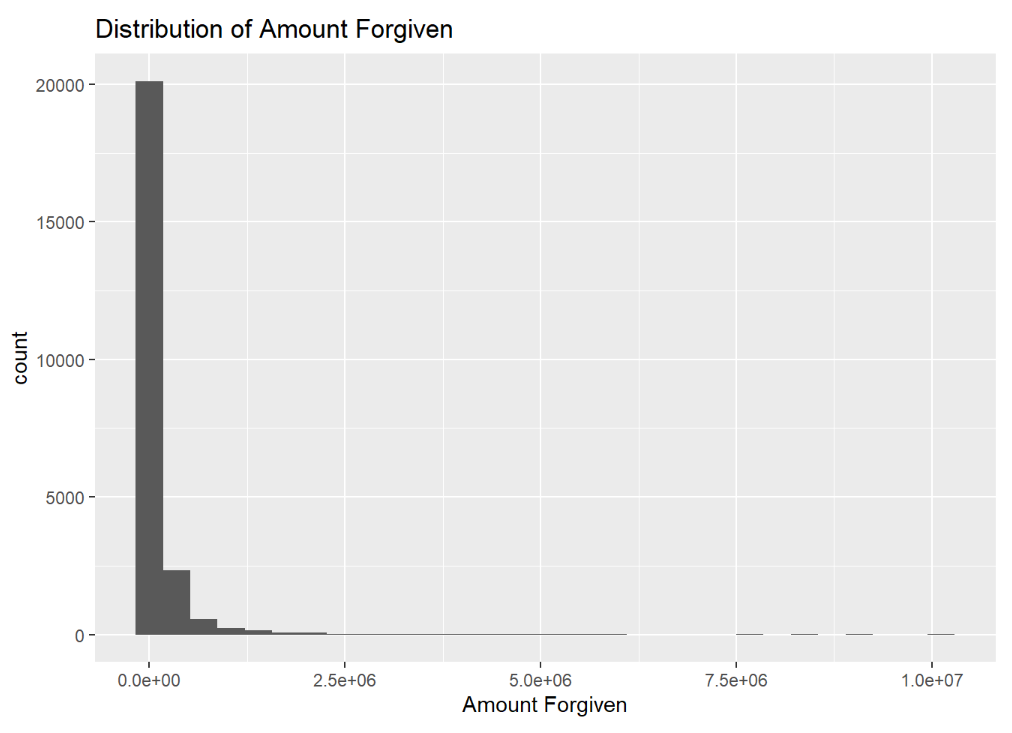 Distribution of Amount Forgiven
20000
15000
10000
5000
0
count
0.0e+00 2.5e+06 5.0e+06 7.5e+06 1.0e+07
Amount Forgiven